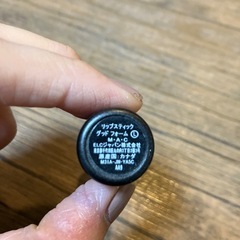 リップスティック
グッド フォーム Ⓛ
M・A・C
ELCジャパン株式会社
原産国:カナダ
A69